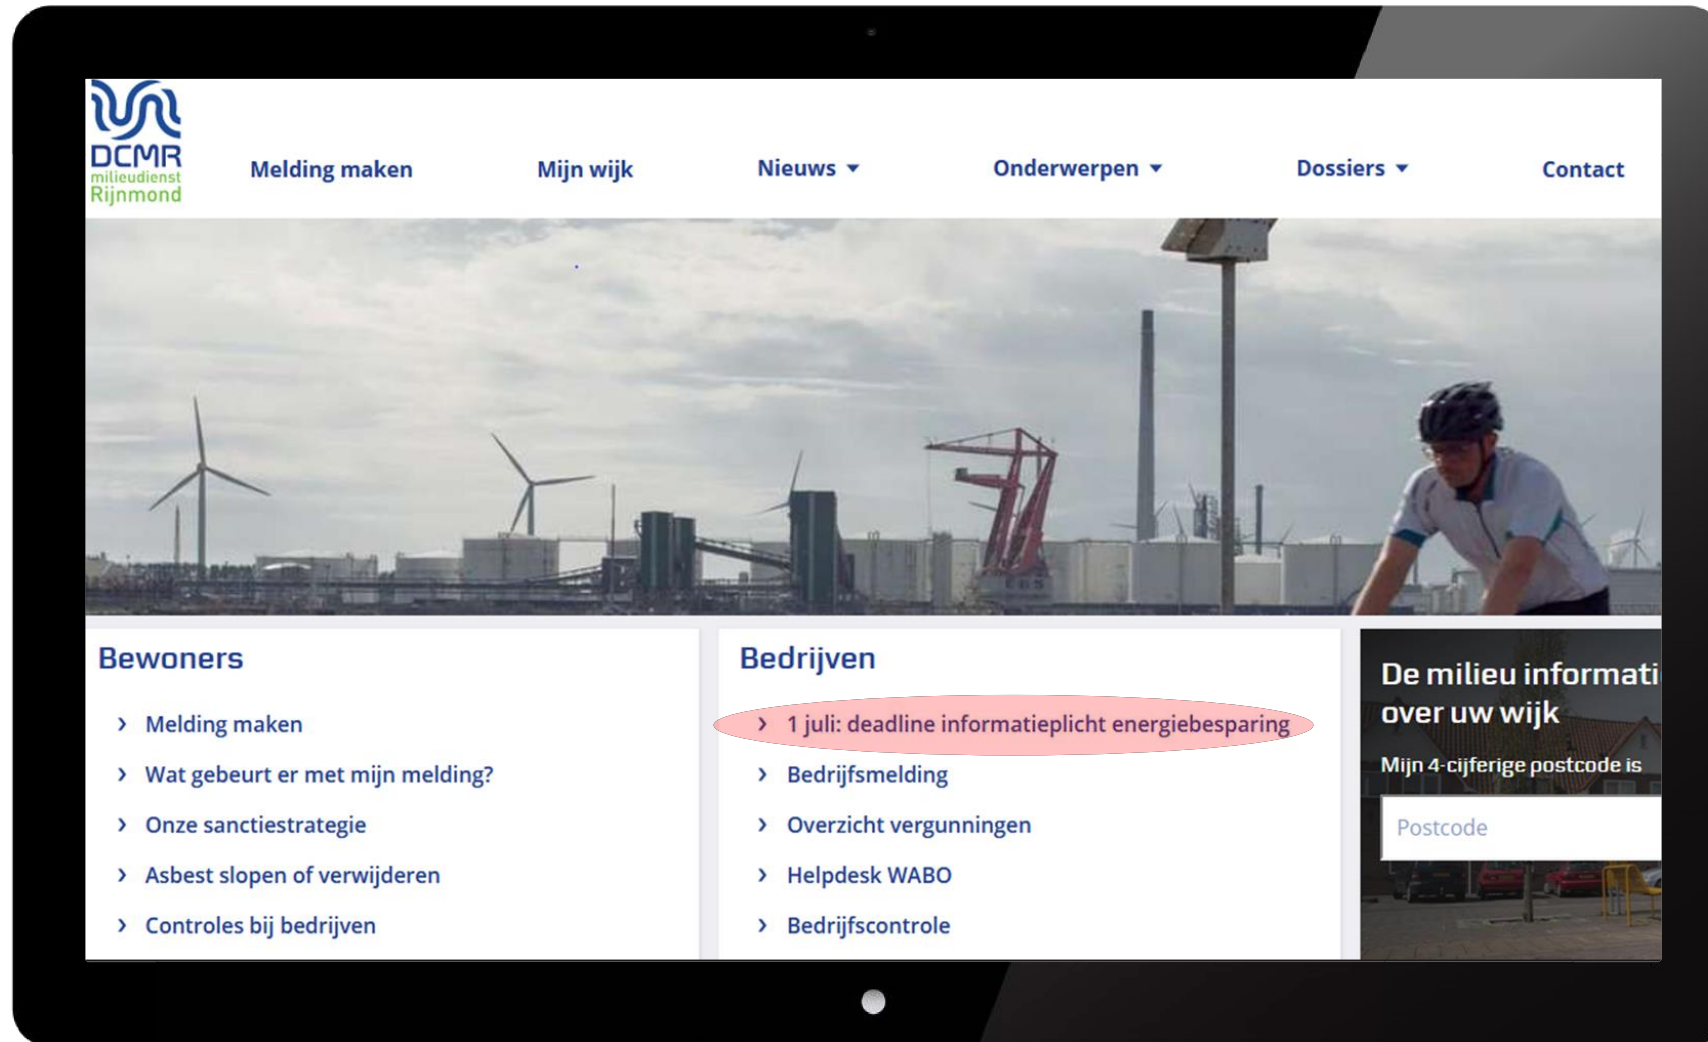 DCMR
milieudienst
Rijnmond
Melding maken
Mijn wijk
Nieuws
Onderwerpen
Dossiers
Contact
EBS
Bewoners
Melding maken
Wat gebeurt er met mijn melding?
Onze sanctiestrategie
Asbest slopen of verwijderen
Controles bij bedrijven
Bedrijven
1 juli: deadline informatieplicht energiebesparing
Bedrijfsmelding
Overzicht vergunningen
Helpdesk WABO
Bedrijfscontrole
De milieu informati
over uw wijk
Mijn 4-cijferige postcode is
Postcode